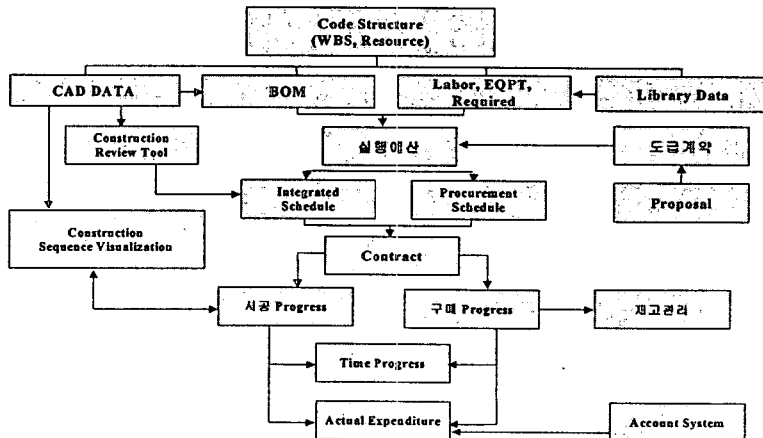 Code Structure
(WBS, Resource)
CAD DATA
BOM
Labor, EQPT,
Required
Library Data
Construction
Review Tool
실행예산
도급계약
Integrated
Schedule
Procurement
Schedule
Proposal
Construction
Sequence Visualization
Contract
시공 Progress
구매 Progress
재고관리
Time Progress
Actual Expenditure
Account System